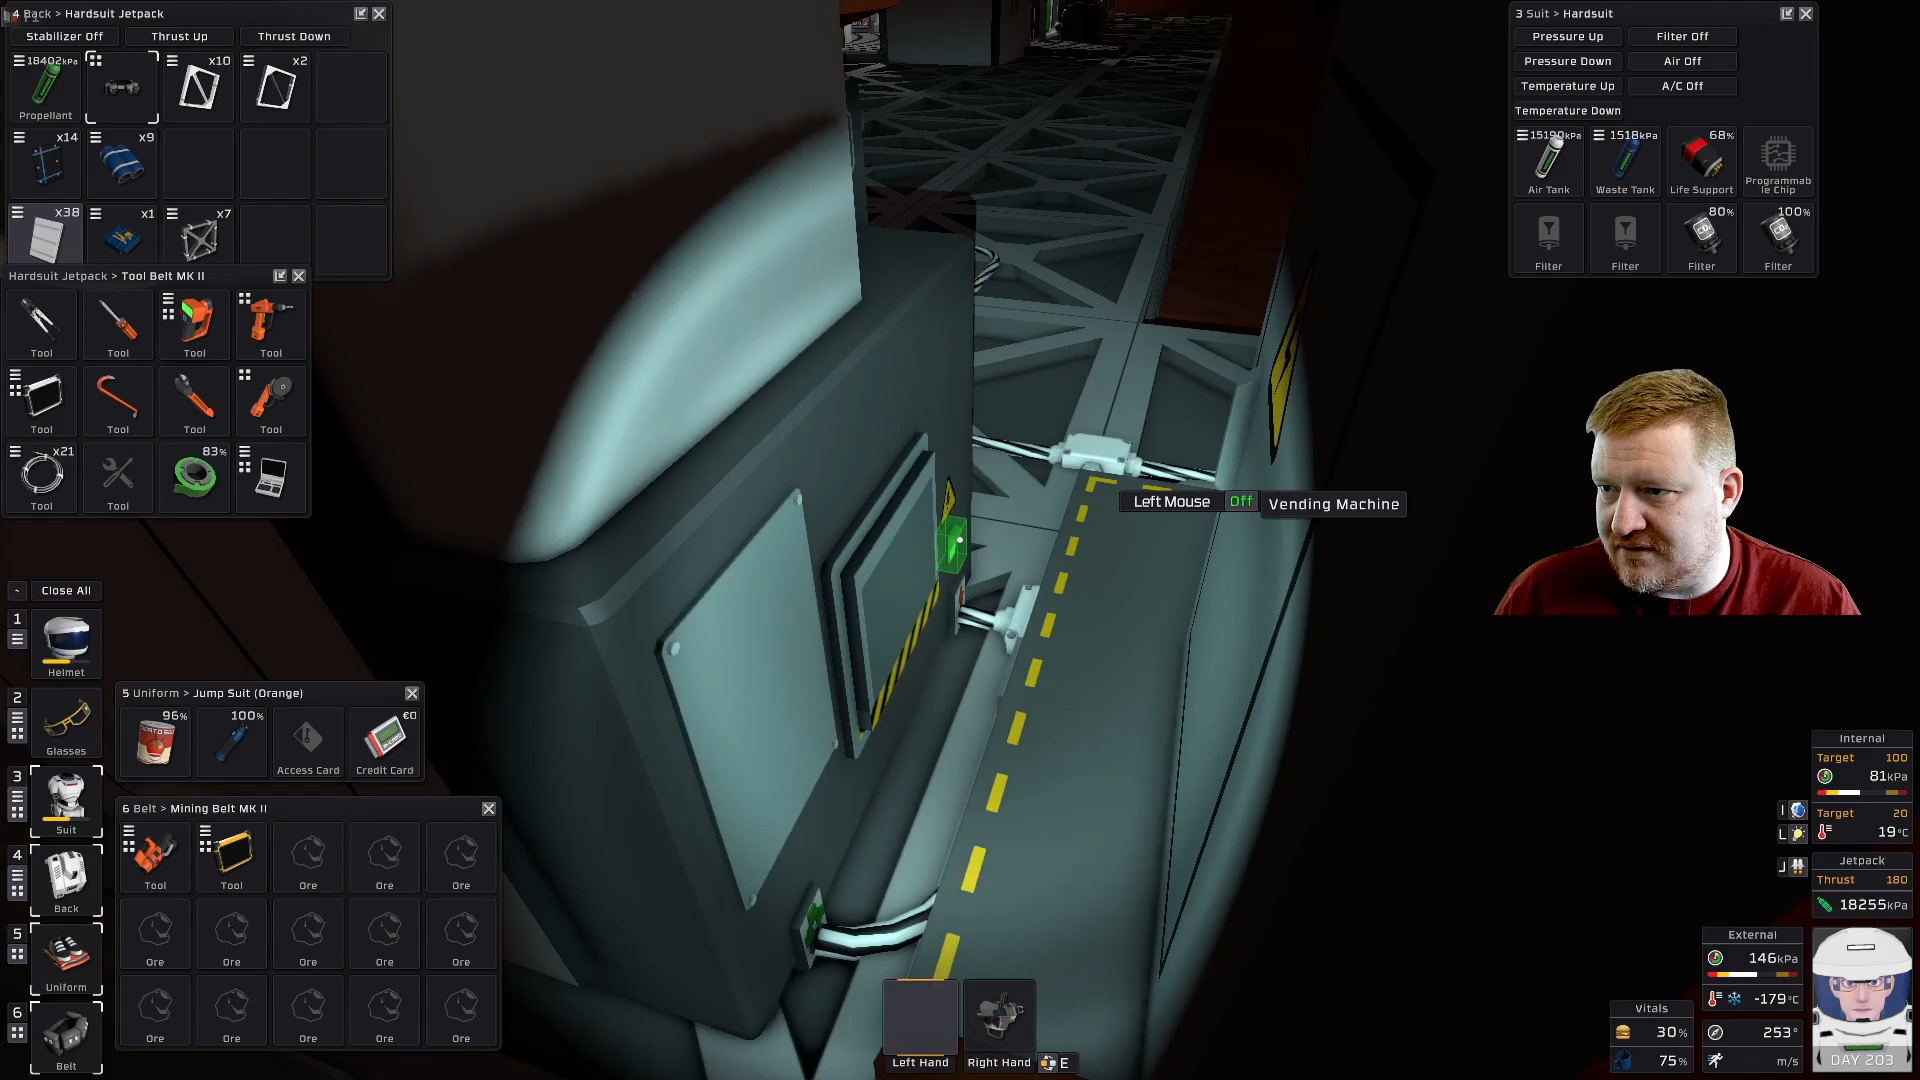 4 Back > Hardsuit Jetpack
Stabilizer Off
Thrust Up
Thrust Down
18402kPa
Propellant
x10
x2
x14
x9
x38
x1
x7
Hardsuit Jetpack > Tool Belt MK II
Tool
Tool
Tool
Tool
Tool
Tool
Tool
Tool
x21
83%
Tool
Tool
Tool
Tool
3 Suit > Hardsuit
Pressure Up
Filter Off
Pressure Down
Air Off
Temperature Up
A/C Off
Temperature Down
15190kPa
Air Tank
1518kPa
Waste Tank
68%
Life Support
Programmab
le Chip
Filter
Filter
80%
Filter
100%
Filter
Left Mouse Off Vending Machine
~ Close All
1
Helmet
2
Glasses
3
Suit
4
Back
5
Uniform
6
Belt
5 Uniform > Jump Suit (Orange)
96%
100%
Access Card
€0
Credit Card
6 Belt > Mining Belt MK II
Tool
Tool
Ore
Ore
Ore
Ore
Ore
Ore
Ore
Ore
Ore
Ore
Ore
Ore
Ore
Left Hand
Right Hand
E
Internal
Target 100
81kPa
I
Target 20
L
19°C
Jetpack
J
Thrust 180
18255kPa
External
146kPa
-179°C
Vitals
30%
253°
75%
m/s
DAY 203